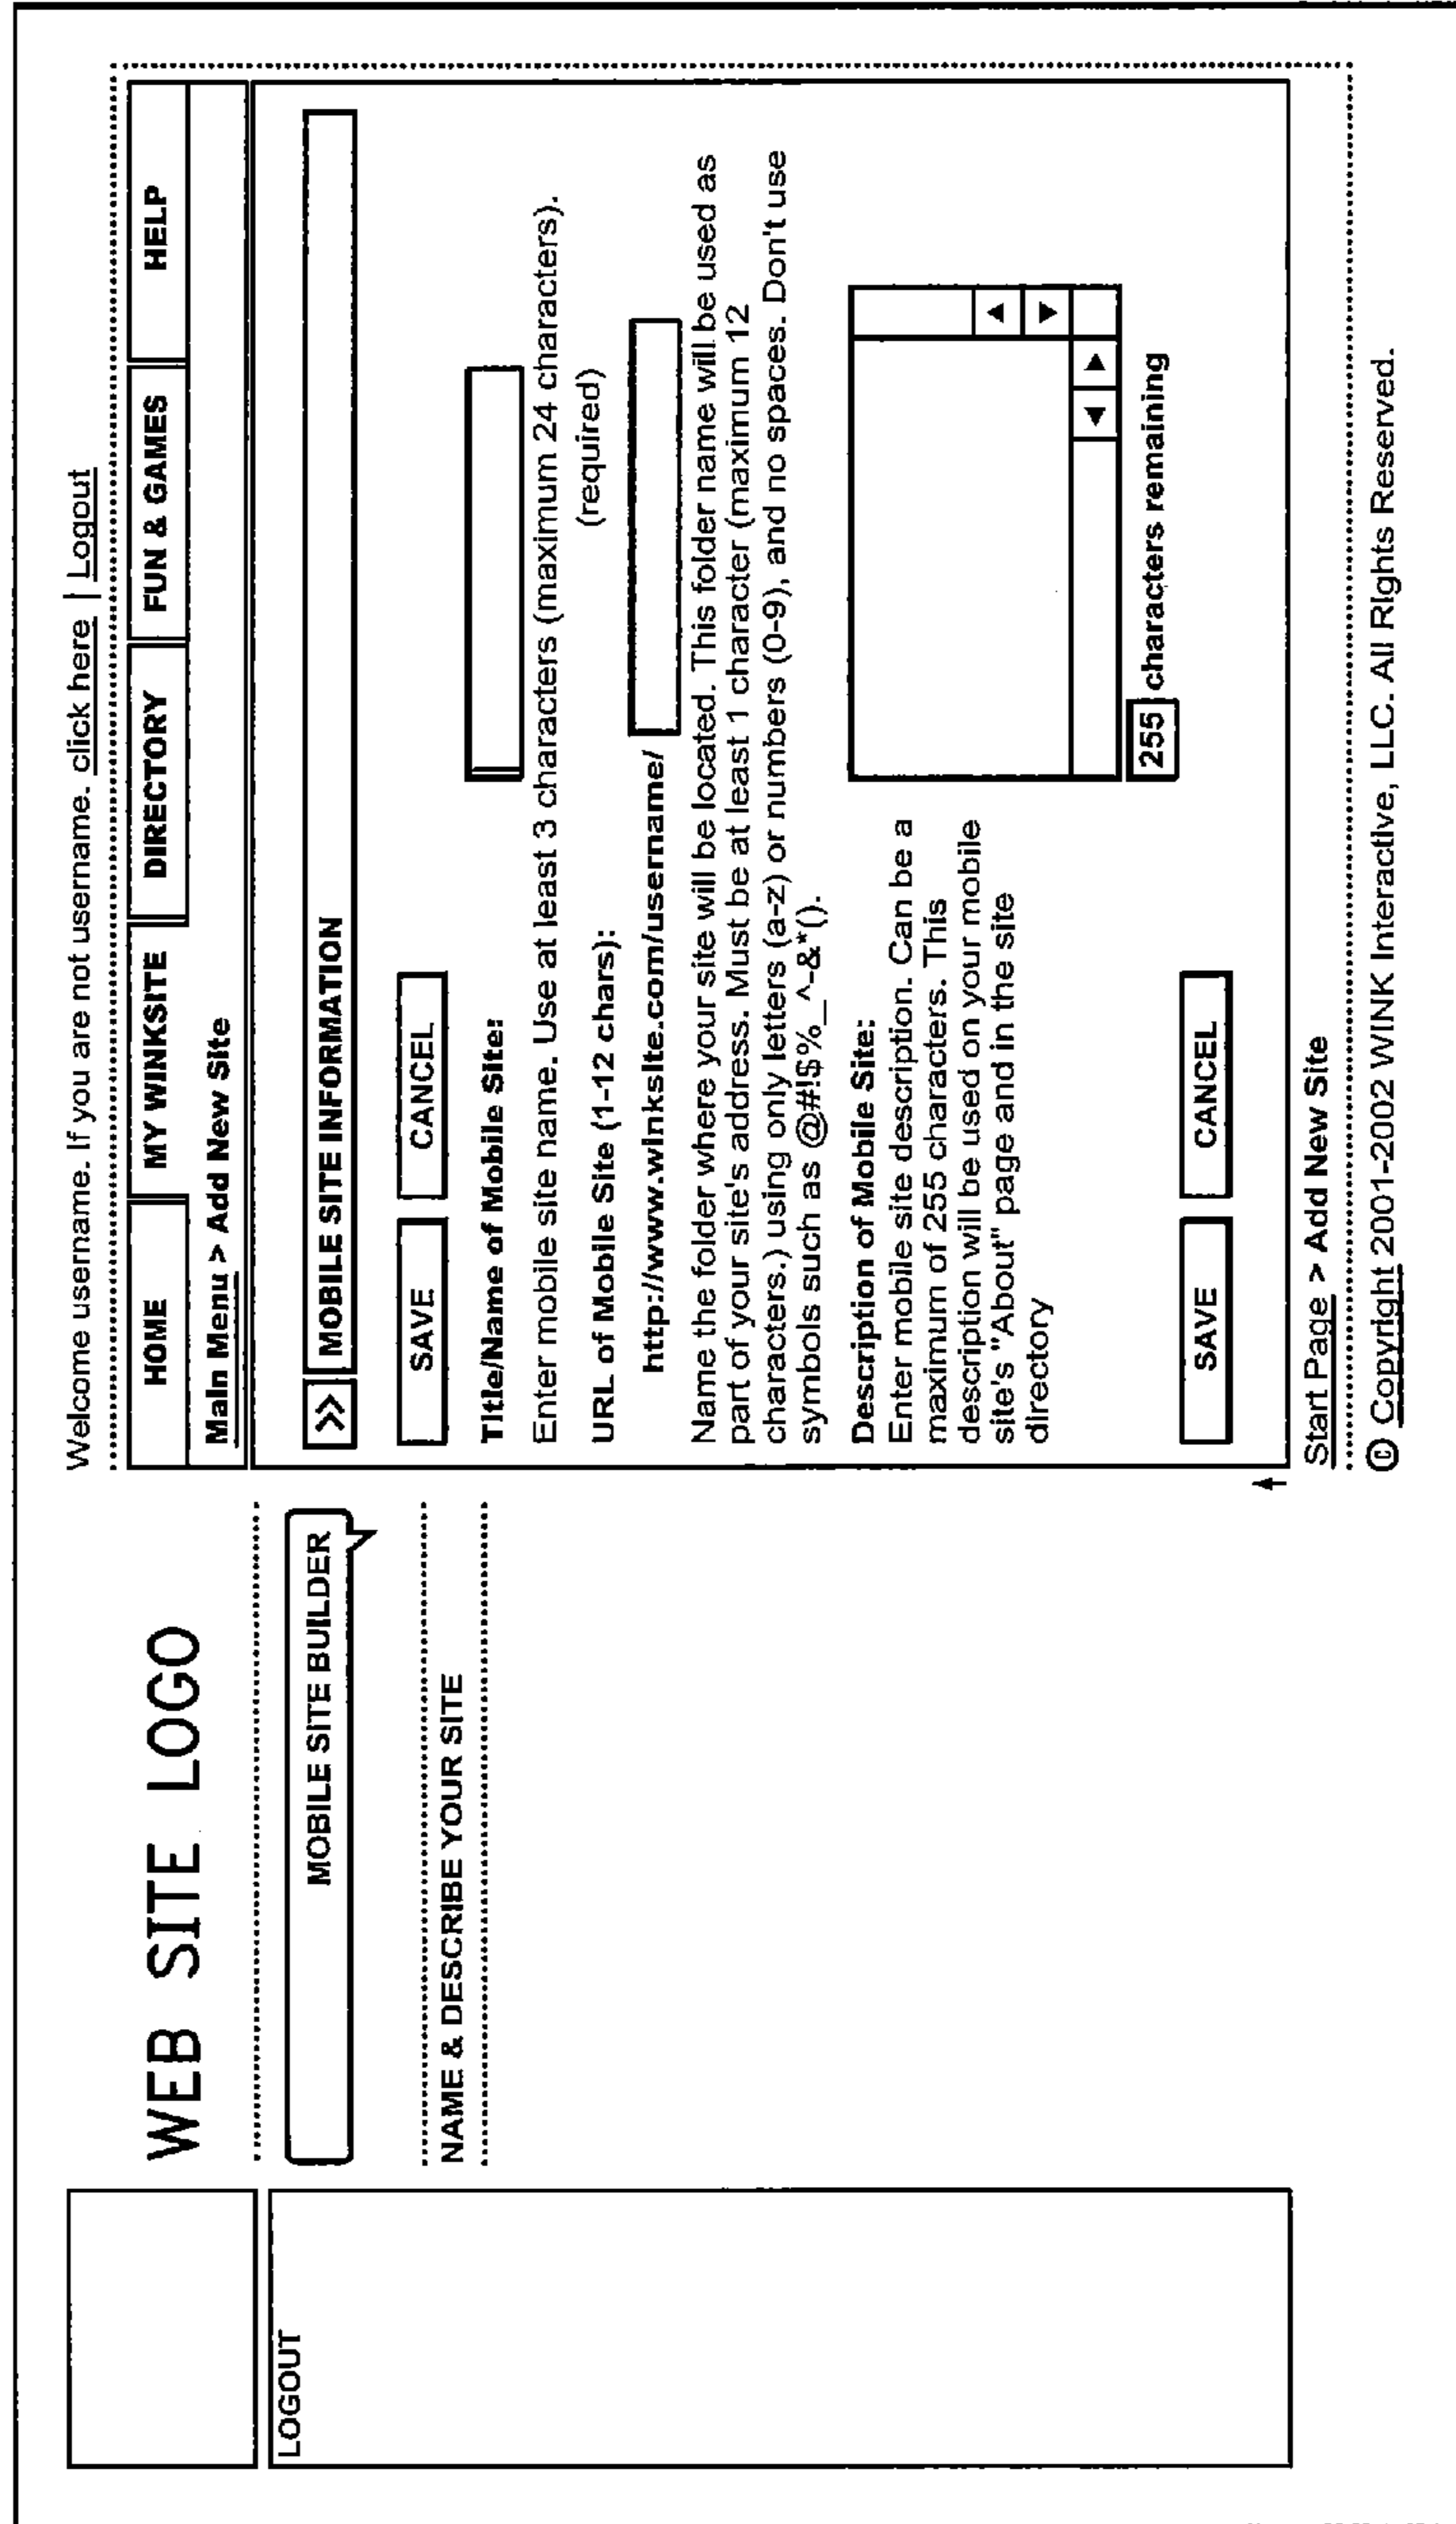 Welcome username. If you are not username. click here | Logout
WEB SITE LOGO
HOME MY WINKSITE DIRECTORY FUN & GAMES HELP
Main Menu > Add New Site
LOGOUT
MOBILE SITE BUILDER
NAME & DESCRIBE YOUR SITE
>> MOBILE SITE INFORMATION
SAVE CANCEL
Title/Name of Mobile Site:
Enter mobile site name. Use at least 3 characters (maximum 24 characters).
(required)
URL of Mobile Site (1-12 chars):
http://www.winksite.com/username/
Name the folder where your site will be located. This folder name will be used as
part of your site's address. Must be at least 1 character (maximum 12
characters.) using only letters (a-z) or numbers (0-9), and no spaces. Don't use
symbols such as @#!$%_^-&*().
Description of Mobile Site:
Enter mobile site description. Can be a
maximum of 255 characters. This
description will be used on your mobile
site's "About" page and in the site
directory
255 characters remaining
SAVE CANCEL
Start Page > Add New Site
© Copyright 2001-2002 WINK Interactive, LLC. All Rights Reserved.